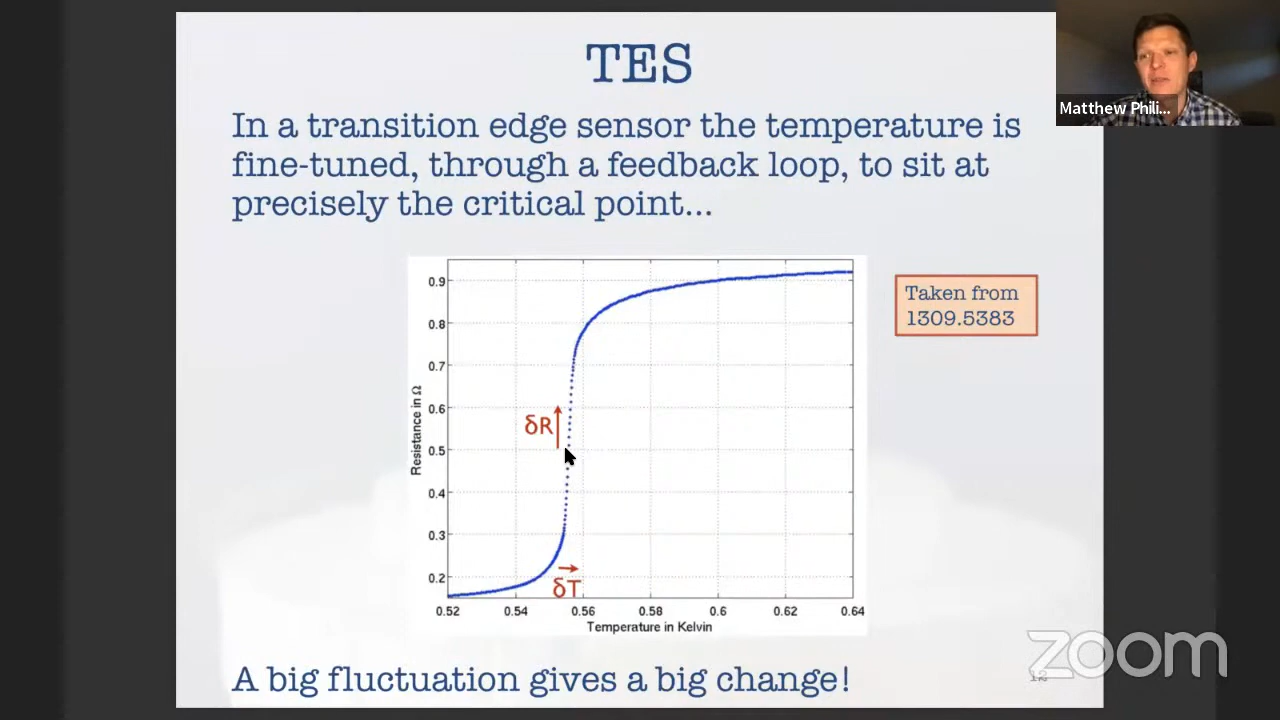 TES
Matthew Phili...
In a transition edge sensor the temperature is
fine-tuned, through a feedback loop, to sit at
precisely the critical point...
Taken from
1309.5383
0.9
0.8
0.7
0.6
0.5
0.4
0.3
0.2
Resistance in Ω
δR
δT
0.52 0.54 0.56 0.58 0.6 0.62 0.64
Temperature in Kelvin
A big fluctuation gives a big change!
zoom
12